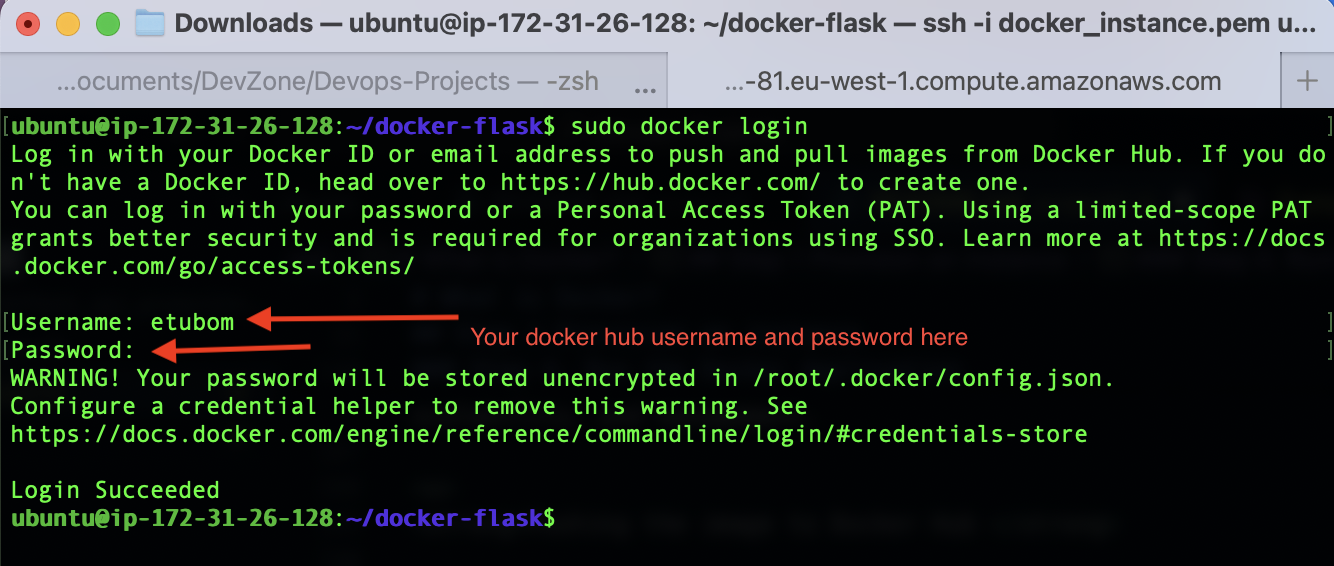 Downloads — ubuntu@ip-172-31-26-128: ~/docker-flask — ssh -i docker_instance.pem u...
...ocuments/DevZone/Devops-Projects — -zsh ...
...-81.eu-west-1.compute.amazonaws.com +
[ubuntu@ip-172-31-26-128:~/docker-flask$ sudo docker login ]
Log in with your Docker ID or email address to push and pull images from Docker Hub. If you do
n't have a Docker ID, head over to https://hub.docker.com/ to create one.
You can log in with your password or a Personal Access Token (PAT). Using a limited-scope PAT
grants better security and is required for organizations using SSO. Learn more at https://docs
.docker.com/go/access-tokens/
[Username: etubom ]
Your docker hub username and password here
[Password: ]
WARNING! Your password will be stored unencrypted in /root/.docker/config.json.
Configure a credential helper to remove this warning. See
https://docs.docker.com/engine/reference/commandline/login/#credentials-store
Login Succeeded
ubuntu@ip-172-31-26-128:~/docker-flask$